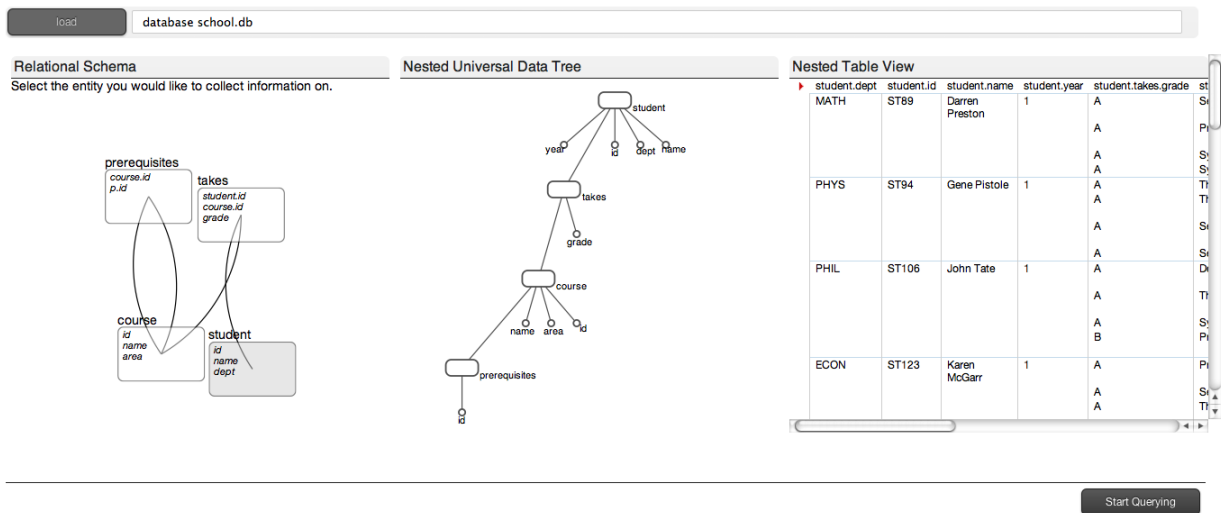 load
database school.db
Relational Schema
Select the entity you would like to collect information on.
prerequisites
course.id
p.id
takes
student.id
course.id
grade
course
id
name
area
student
id
name
dept
Nested Universal Data Tree
student
year
id
dept
name
takes
grade
course
name
area
id
prerequisites
id
Nested Table View
student.dept student.id student.name student.year student.takes.grade st
MATH ST89 Darren Preston 1 A
A
A
A
PHYS ST94 Gene Pistole 1 A
A
A
A
PHIL ST106 John Tate 1 A
A
A
B
ECON ST123 Karen McGarr 1 A
A
A
Start Querying